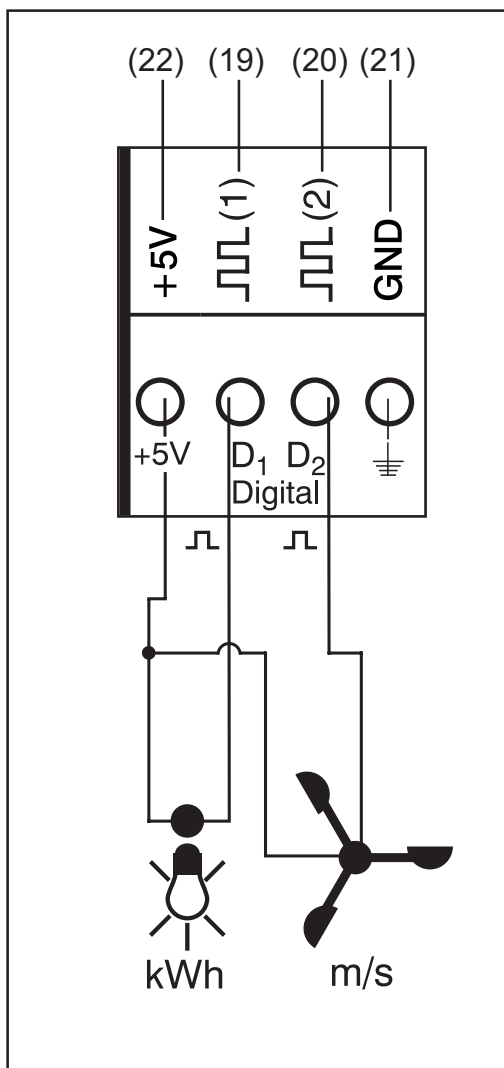 (22) (19) (20) (21)
+5V (1) (2) GND
+5V D₁ D₂
Digital
kWh m/s